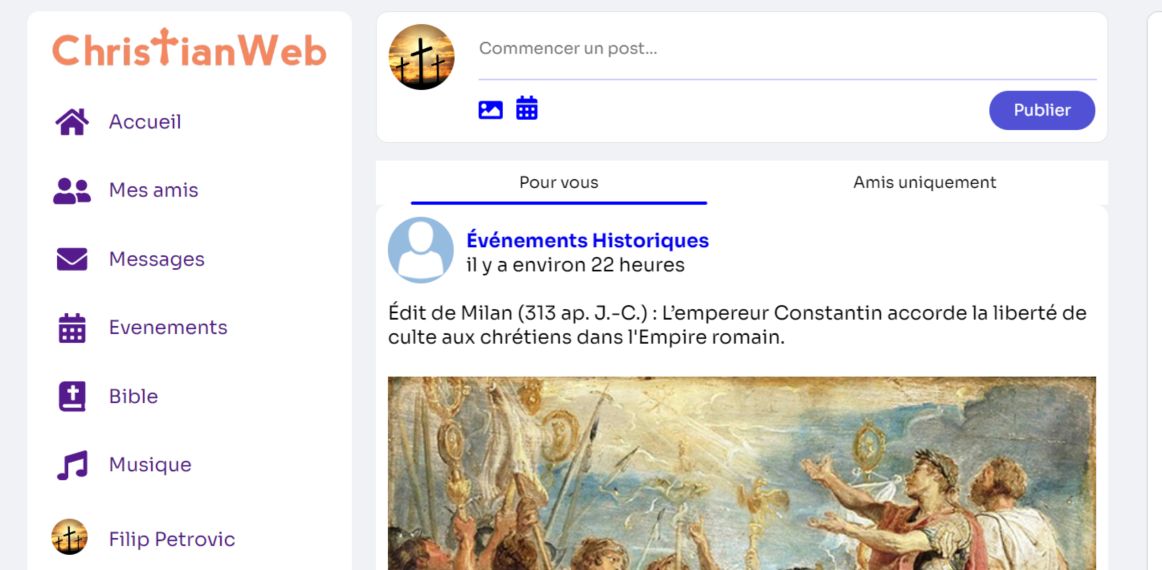 ChristianWeb
Accueil
Mes amis
Messages
Evenements
Bible
Musique
Filip Petrovic
Commencer un post...
Publier
Pour vous
Amis uniquement
Événements Historiques
il y a environ 22 heures
Édit de Milan (313 ap. J.-C.) : L’empereur Constantin accorde la liberté de
culte aux chrétiens dans l'Empire romain.